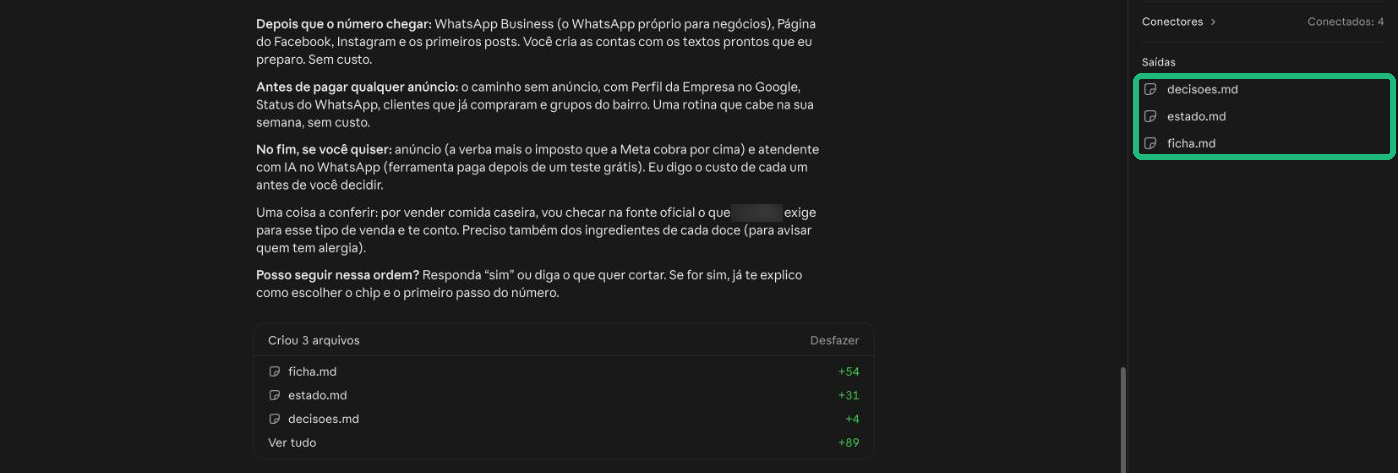 Depois que o número chegar: WhatsApp Business (o WhatsApp próprio para negócios), Página
do Facebook, Instagram e os primeiros posts. Você cria as contas com os textos prontos que eu
preparo. Sem custo.
Antes de pagar qualquer anúncio: o caminho sem anúncio, com Perfil da Empresa no Google,
Status do WhatsApp, clientes que já compraram e grupos do bairro. Uma rotina que cabe na sua
semana, sem custo.
No fim, se você quiser: anúncio (a verba mais o imposto que a Meta cobra por cima) e atendente
com IA no WhatsApp (ferramenta paga depois de um teste grátis). Eu digo o custo de cada um
antes de você decidir.
Uma coisa a conferir: por vender comida caseira, vou checar na fonte oficial o que exige
para esse tipo de venda e te conto. Preciso também dos ingredientes de cada doce (para avisar
quem tem alergia).
Posso seguir nessa ordem? Responda “sim” ou diga o que quer cortar. Se for sim, já te explico
como escolher o chip e o primeiro passo do número.
Criou 3 arquivos Desfazer
ficha.md +54
estado.md +31
decisoes.md +4
Ver tudo +89
Conectores > Conectados: 4
Saídas
decisoes.md
estado.md
ficha.md